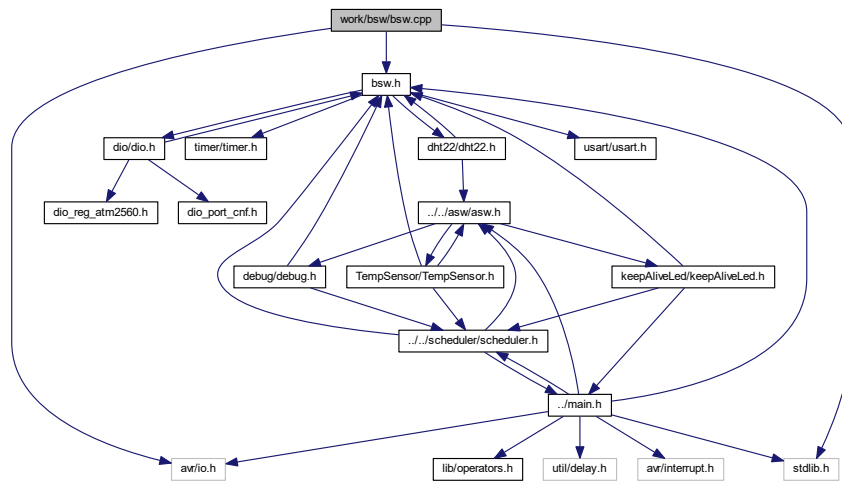 work/bsw/bsw.cpp
bsw.h
dio/dio.h
timer/timer.h
dht22/dht22.h
usart/usart.h
dio_reg_atm2560.h
dio_port_cnf.h
../../asw/asw.h
debug/debug.h
TempSensor/TempSensor.h
keepAliveLed/keepAliveLed.h
../../scheduler/scheduler.h
../main.h
avr/io.h
lib/operators.h
util/delay.h
avr/interrupt.h
stdlib.h